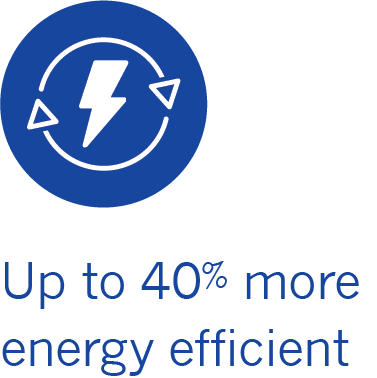 Up to 40% more
energy efficient